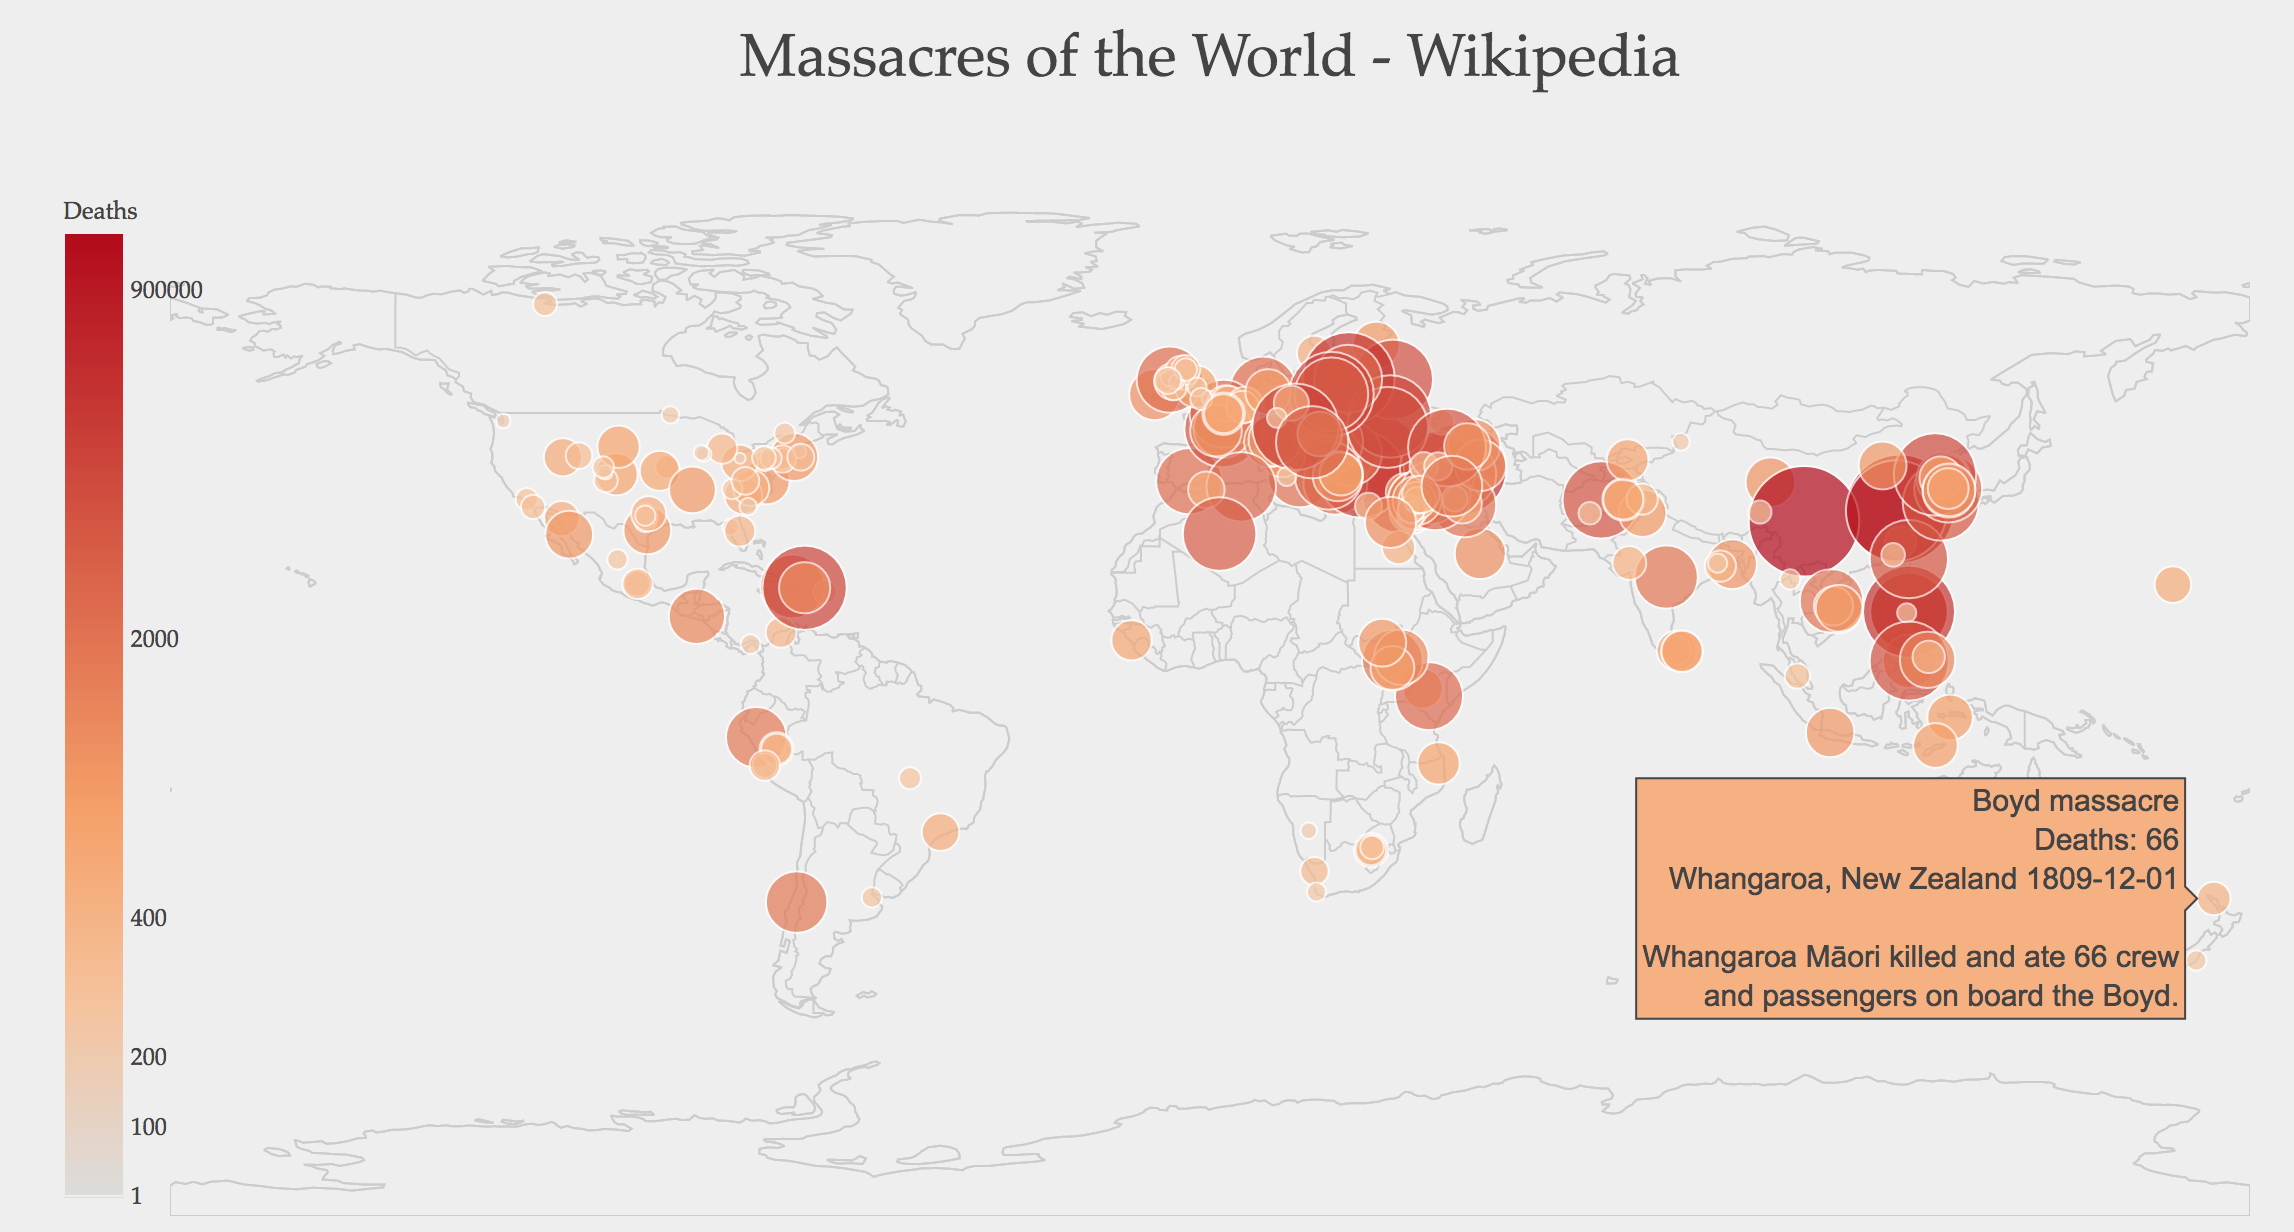 Massacres of the World - Wikipedia
Deaths
900000
2000
400
200
100
1
Boyd massacre
Deaths: 66
Whangaroa, New Zealand 1809-12-01
Whangaroa Māori killed and ate 66 crew
and passengers on board the Boyd.